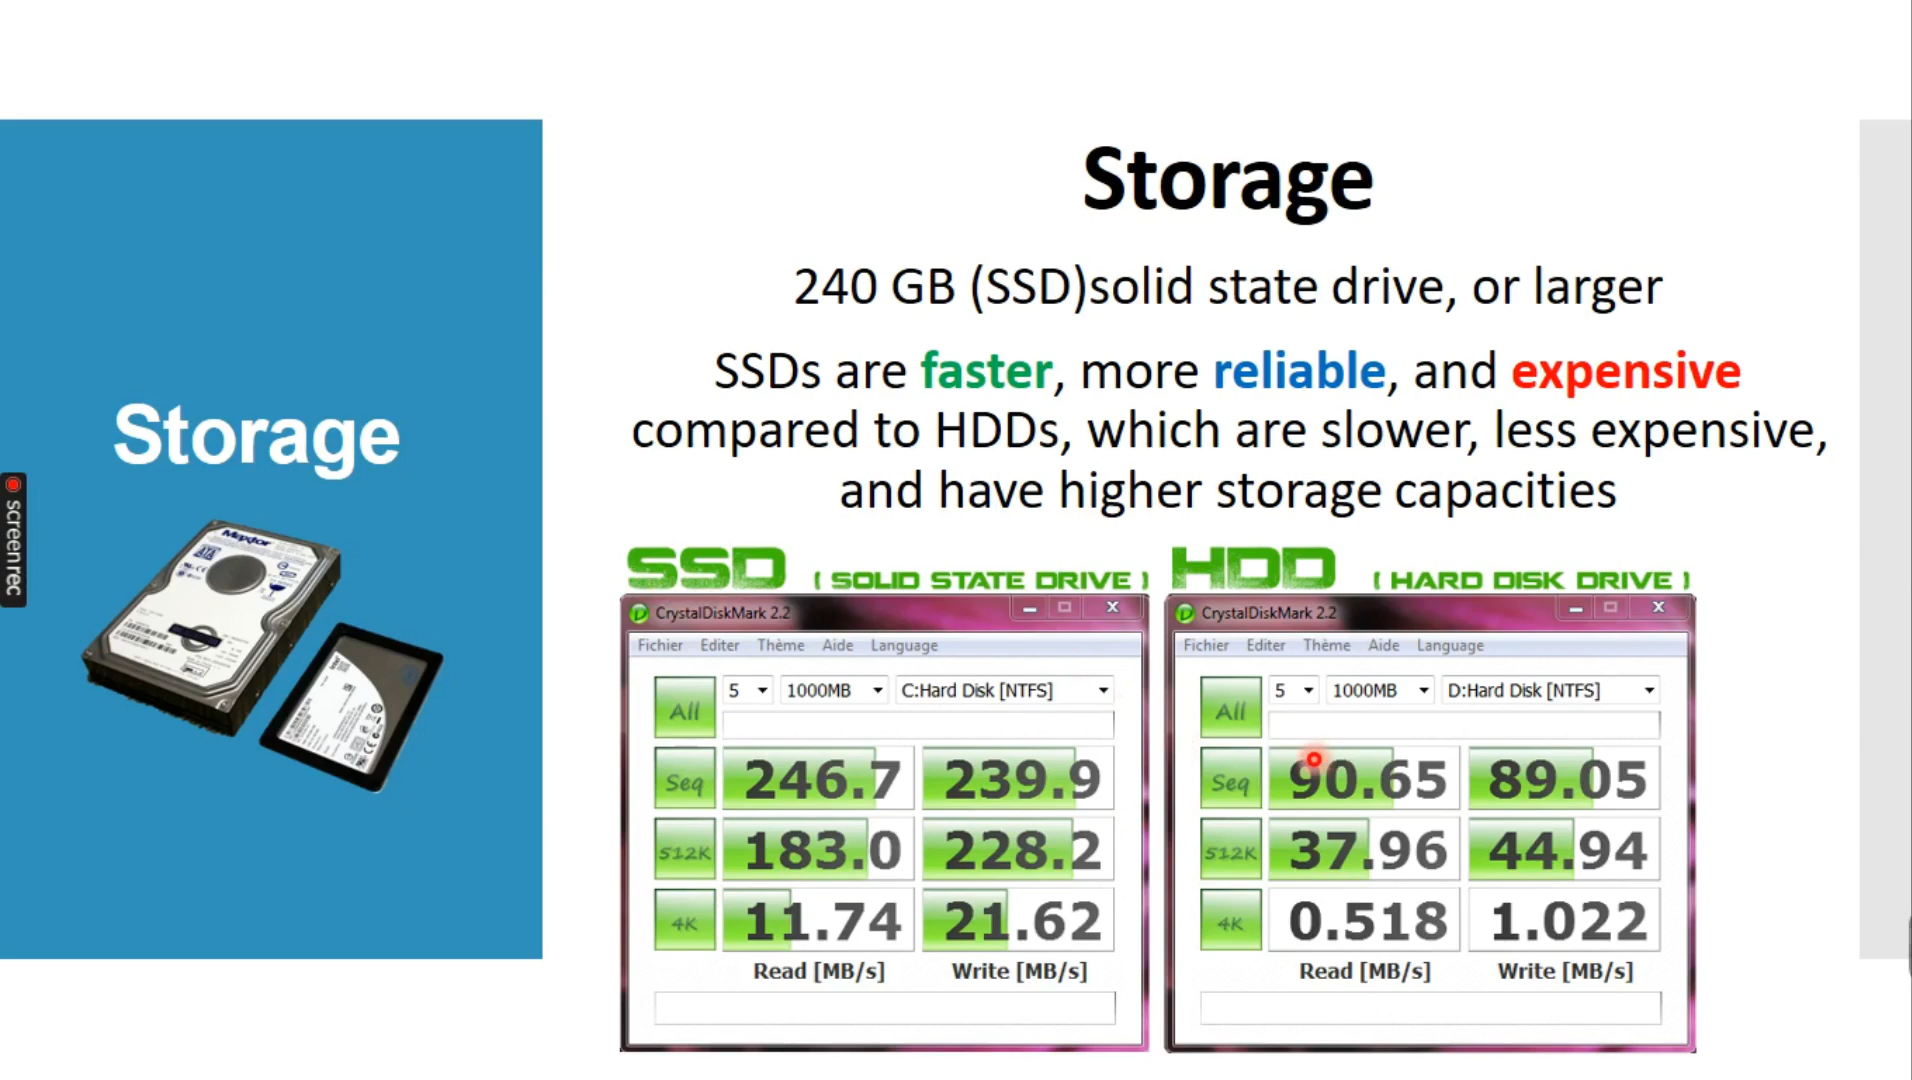 Storage
240 GB (SSD)solid state drive, or larger
SSDs are faster, more reliable, and expensive
compared to HDDs, which are slower, less expensive,
and have higher storage capacities
Storage
screenrec
Maxtor
SSD ( SOLID STATE DRIVE )
CrystalDiskMark 2.2
Fichier Editer Thème Aide Language
All 5 1000MB C:Hard Disk [NTFS]
Seq 246.7 239.9
512K 183.0 228.2
4K 11.74 21.62
Read [MB/s] Write [MB/s]
HDD ( HARD DISK DRIVE )
CrystalDiskMark 2.2
Fichier Editer Thème Aide Language
All 5 1000MB D:Hard Disk [NTFS]
Seq 90.65 89.05
512K 37.96 44.94
4K 0.518 1.022
Read [MB/s] Write [MB/s]